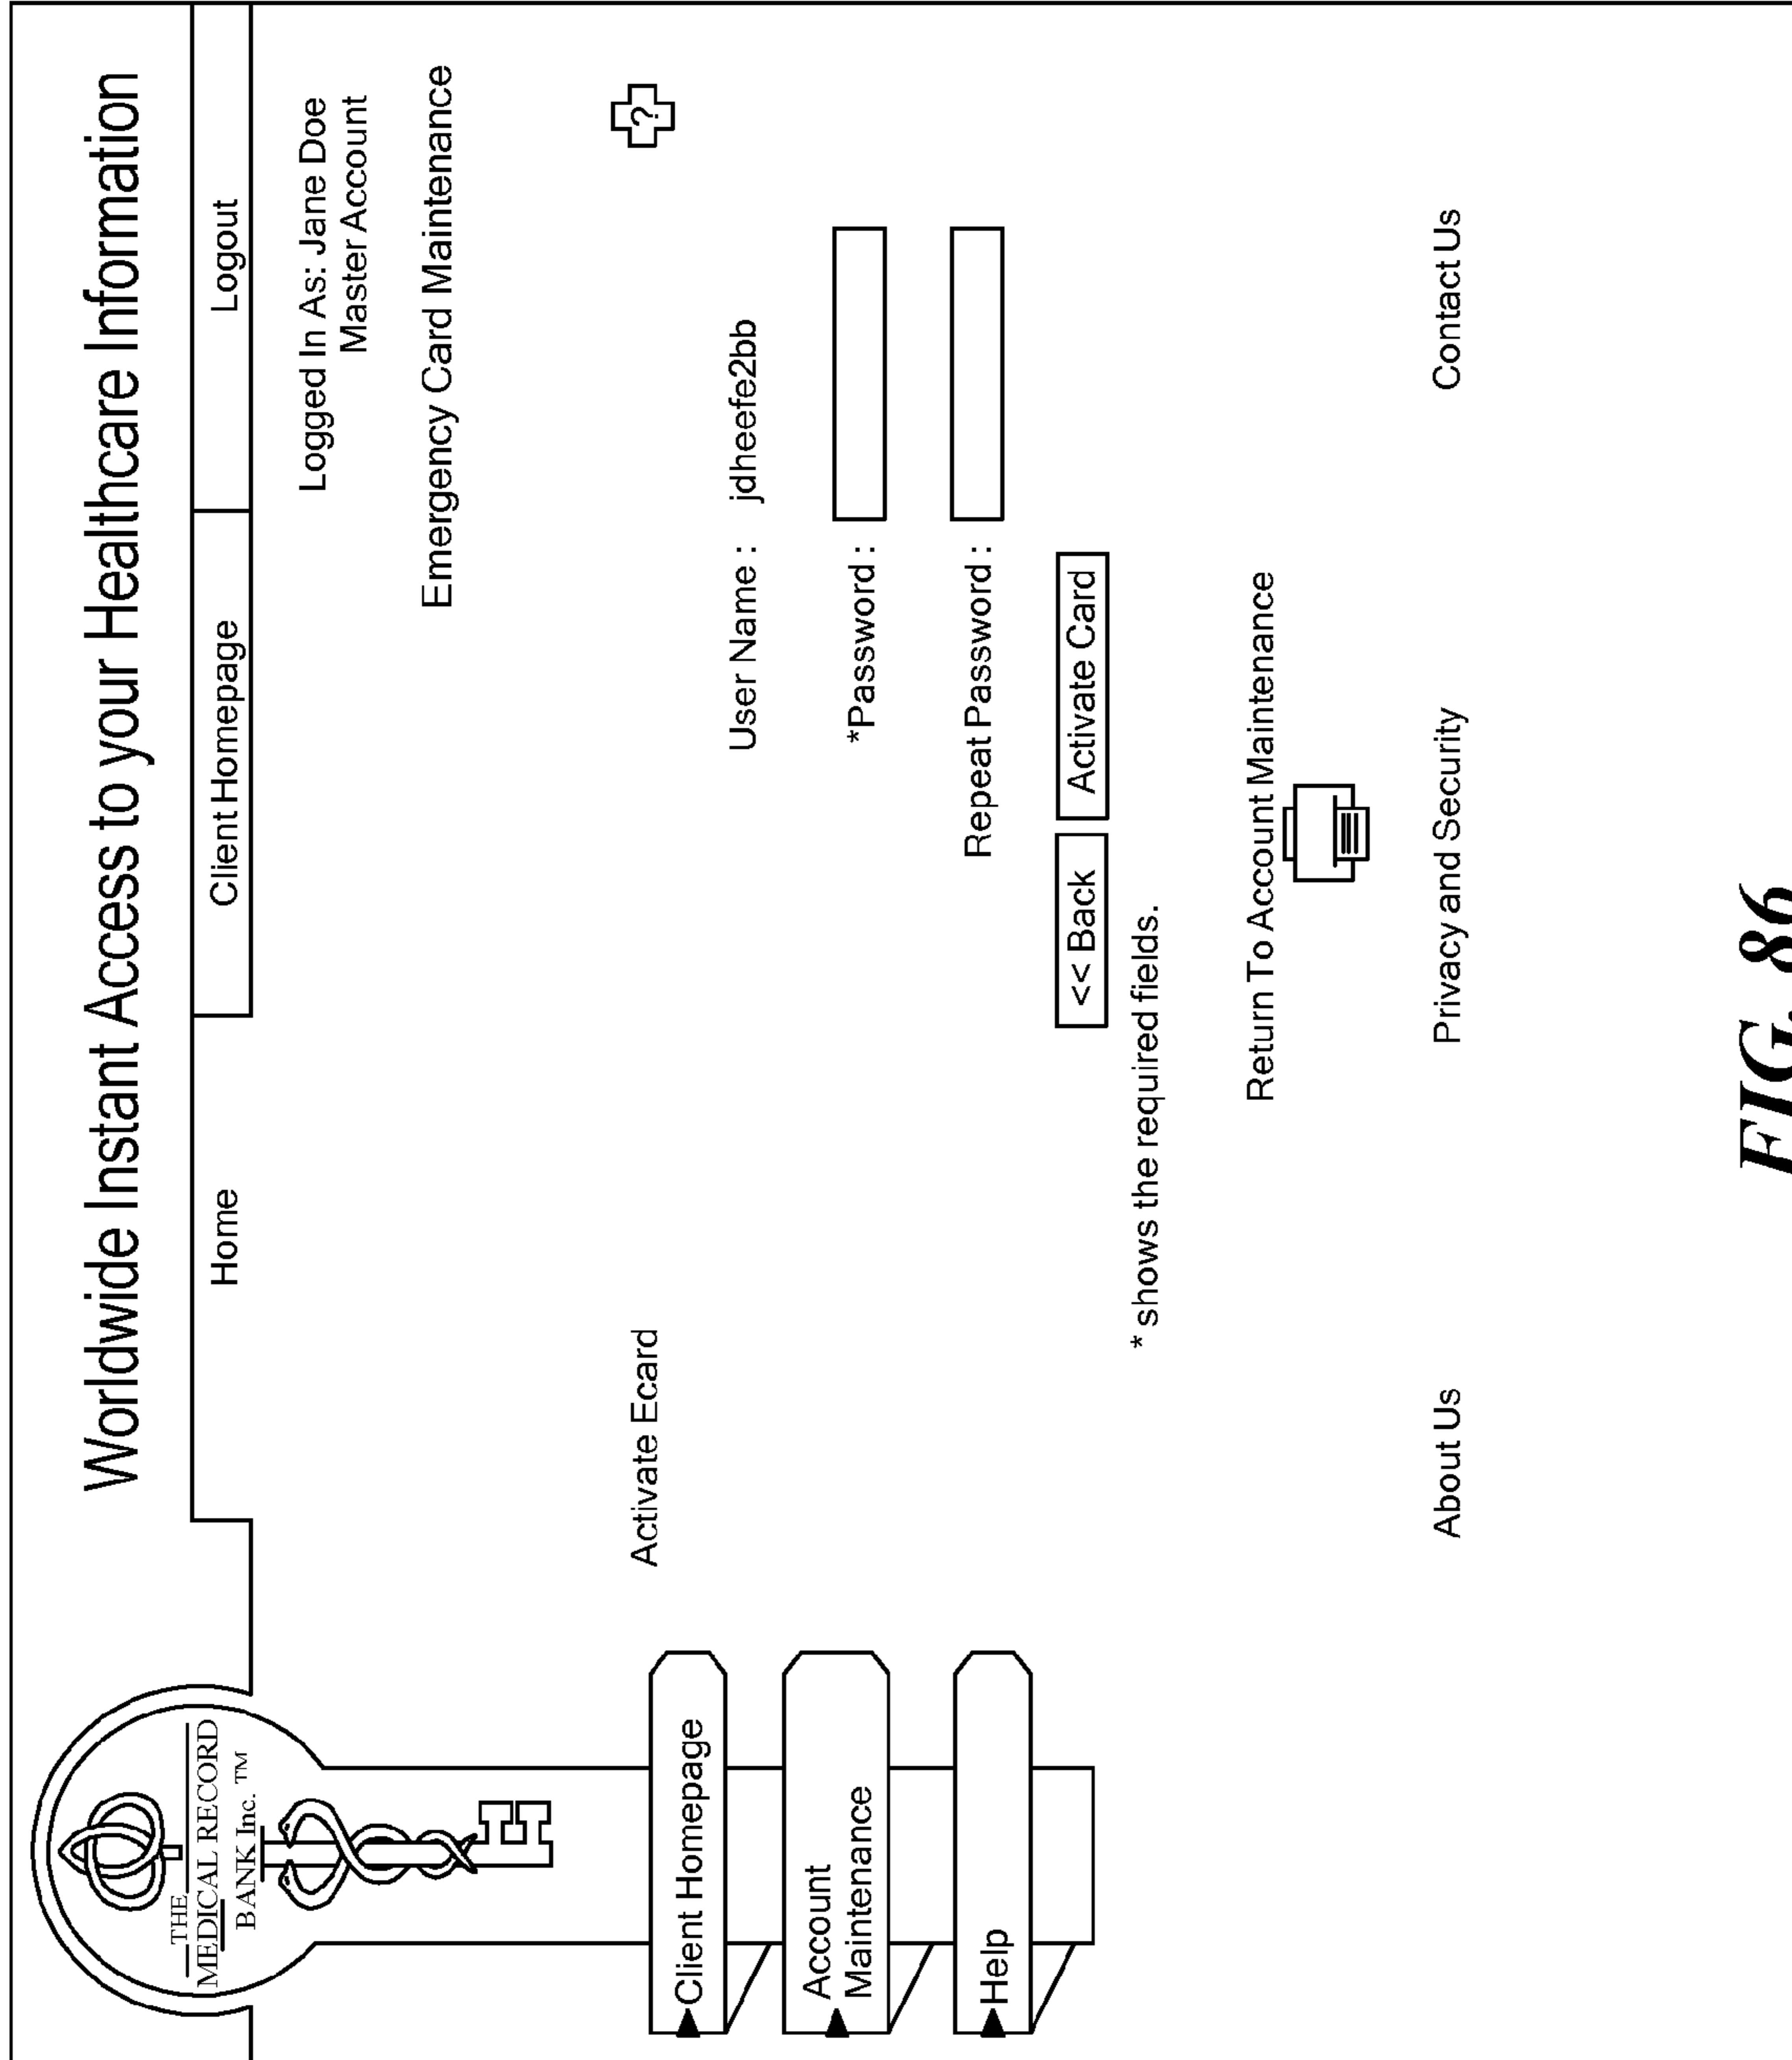 Worldwide Instant Access to your Healthcare Information
THE
MEDICAL RECORD
BANK Inc. ™
Home
Client Homepage
Logout
Logged In As: Jane Doe
Master Account
Emergency Card Maintenance
Activate Ecard
?
Client Homepage
Account
Maintenance
Help
User Name : jdheefe2bb
*Password :
Repeat Password :
<< Back
Activate Card
* shows the required fields.
Return To Account Maintenance
About Us
Privacy and Security
Contact Us
FIG. 86